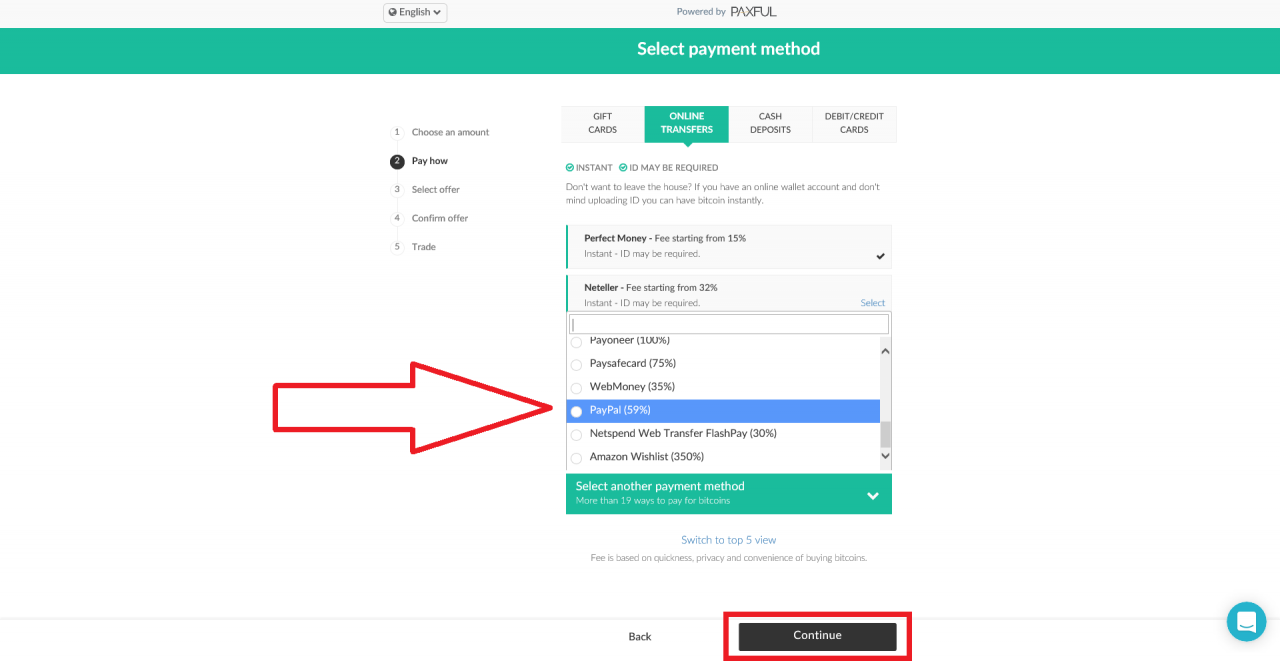 English
Powered by PAXFUL
Select payment method
GIFT
CARDS
ONLINE
TRANSFERS
CASH
DEPOSITS
DEBIT/CREDIT
CARDS
1 Choose an amount
2 Pay how
3 Select offer
4 Confirm offer
5 Trade
INSTANT ID MAY BE REQUIRED
Don't want to leave the house? If you have an online wallet account and don't
mind uploading ID you can have bitcoin instantly.
Perfect Money - Fee starting from 15%
Instant - ID may be required.
Neteller - Fee starting from 32%
Instant - ID may be required.
Select
Payoneer (100%)
Paysafecard (75%)
WebMoney (35%)
PayPal (59%)
Netspend Web Transfer FlashPay (30%)
Amazon Wishlist (350%)
Select another payment method
More than 19 ways to pay for bitcoins
Switch to top 5 view
Fee is based on quickness, privacy and convenience of buying bitcoins.
Back
Continue